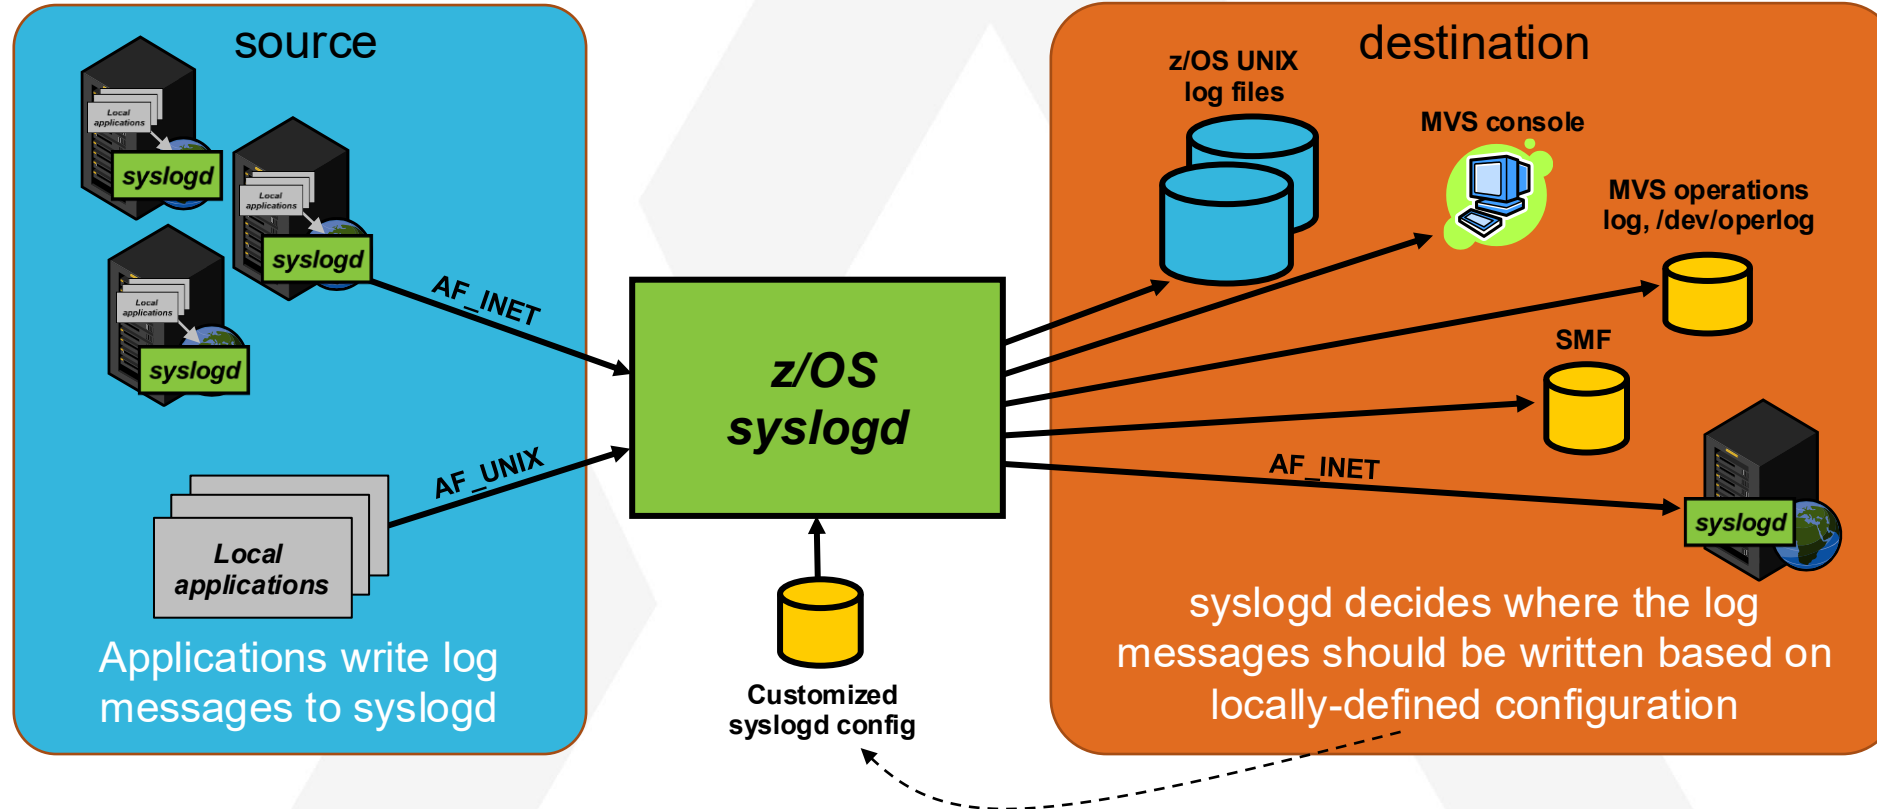 source
Local
applications
syslogd
Local
applications
syslogd
Local
applications
syslogd
AF_INET
AF_UNIX
Local
applications
Applications write log
messages to syslogd
z/OS
syslogd
Customized
syslogd config
destination
z/OS UNIX
log files
MVS console
MVS operations
log, /dev/operlog
SMF
AF_INET
syslogd
syslogd decides where the log
messages should be written based on
locally-defined configuration